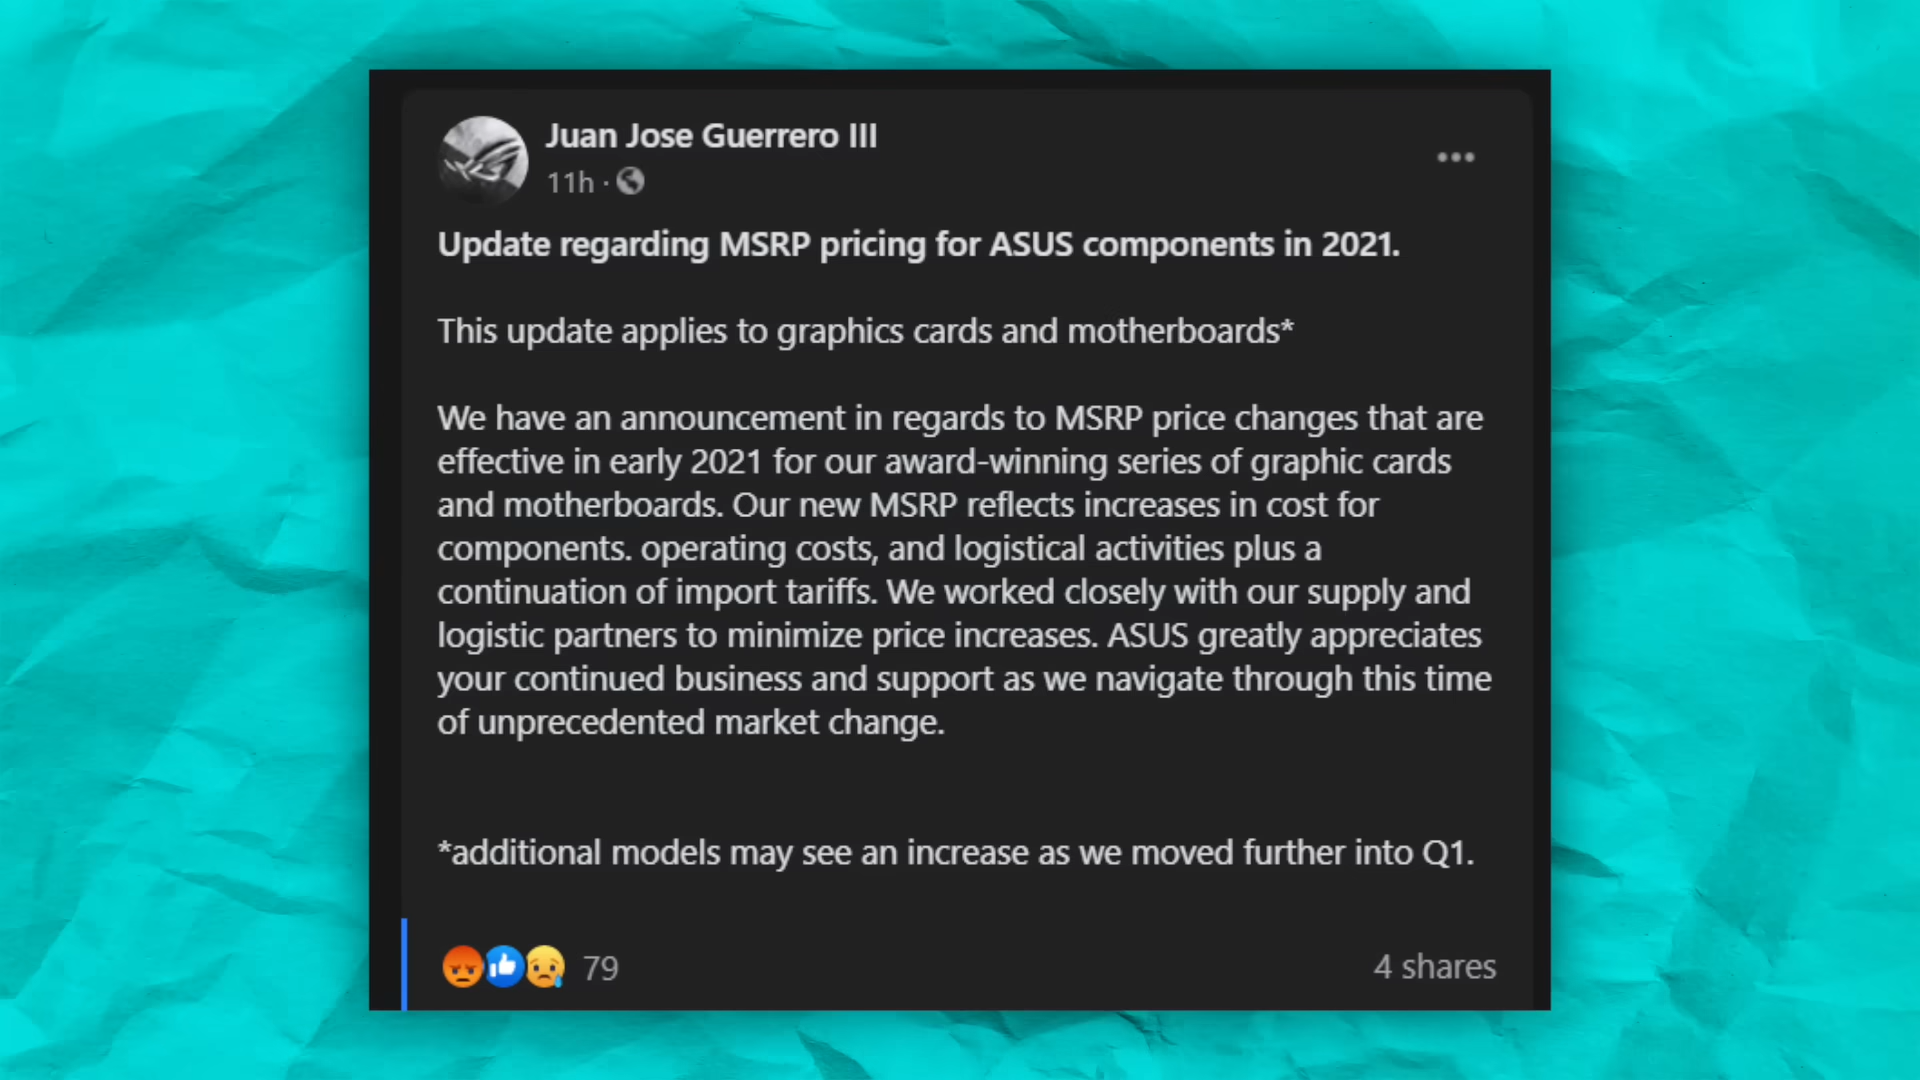 Juan Jose Guerrero III
11h ·
Update regarding MSRP pricing for ASUS components in 2021.
This update applies to graphics cards and motherboards*
We have an announcement in regards to MSRP price changes that are
effective in early 2021 for our award-winning series of graphic cards
and motherboards. Our new MSRP reflects increases in cost for
components. operating costs, and logistical activities plus a
continuation of import tariffs. We worked closely with our supply and
logistic partners to minimize price increases. ASUS greatly appreciates
your continued business and support as we navigate through this time
of unprecedented market change.
*additional models may see an increase as we moved further into Q1.
79
4 shares